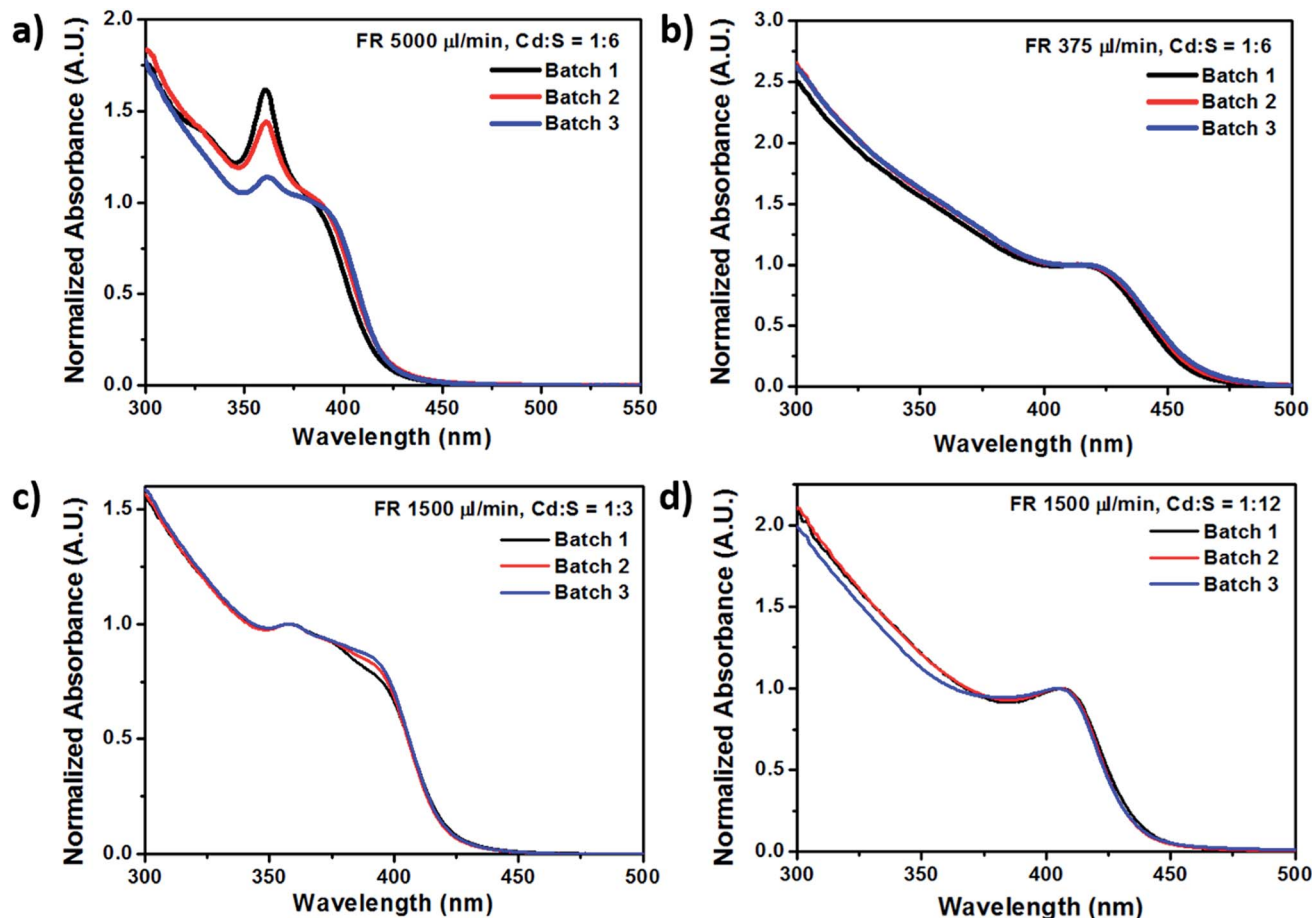 a)
FR 5000 µl/min, Cd:S = 1:6
Batch 1
Batch 2
Batch 3
Normalized Absorbance (A.U.)
2.0
1.5
1.0
0.5
0.0
300 350 400 450 500 550
Wavelength (nm)
b)
FR 375 µl/min, Cd:S = 1:6
Batch 1
Batch 2
Batch 3
Normalized Absorbance (A.U.)
3.0
2.5
2.0
1.5
1.0
0.5
0.0
300 350 400 450 500
Wavelength (nm)
c)
FR 1500 µl/min, Cd:S = 1:3
Batch 1
Batch 2
Batch 3
Normalized Absorbance (A.U.)
1.5
1.0
0.5
0.0
300 350 400 450 500
Wavelength (nm)
d)
FR 1500 µl/min, Cd:S = 1:12
Batch 1
Batch 2
Batch 3
Normalized Absorbance (A.U.)
2.0
1.5
1.0
0.5
0.0
300 350 400 450 500
Wavelength (nm)